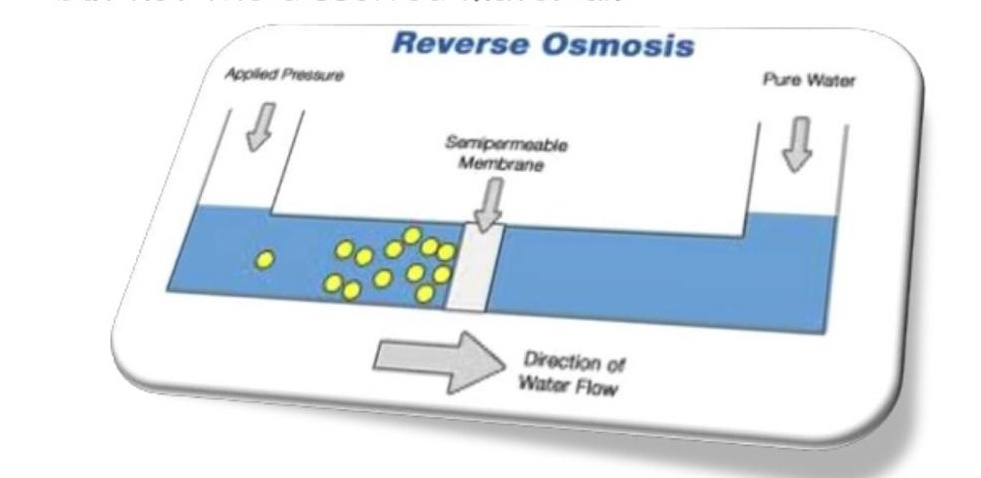 Reverse Osmosis
Applied Pressure
Pure Water
Semipermeable
Membrane
Direction of
Water Flow